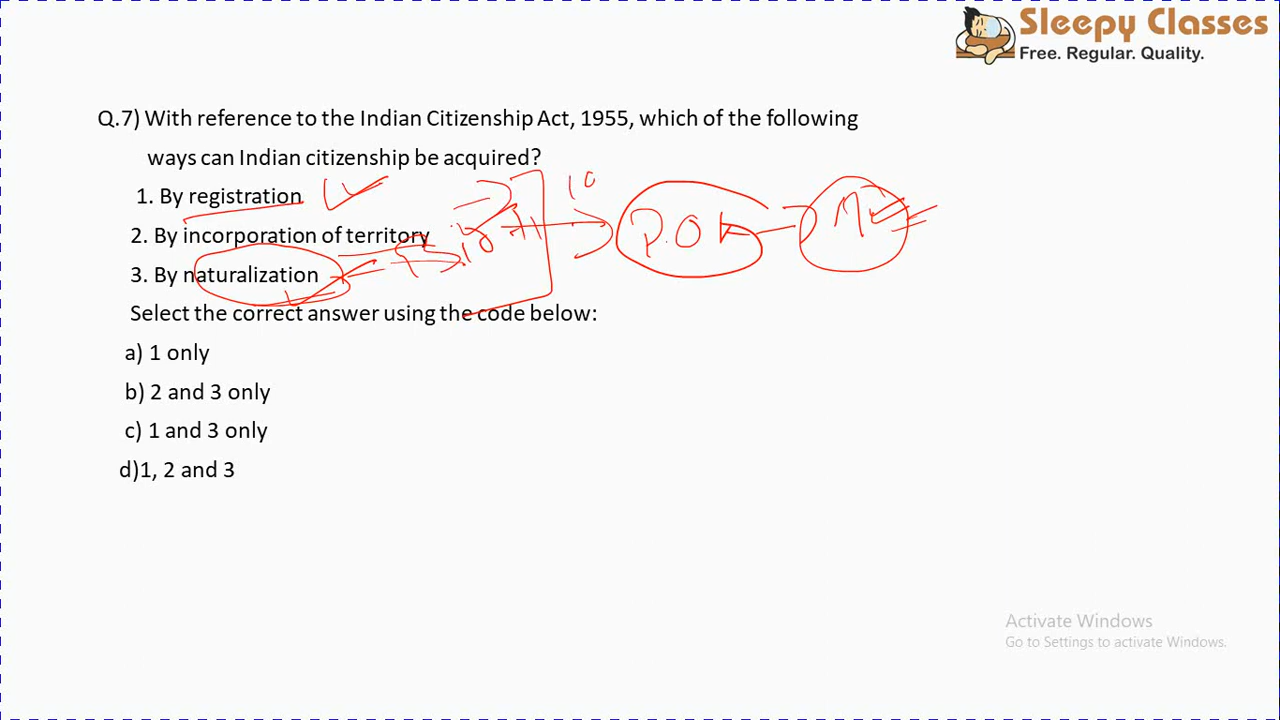 Sleepy Classes
Free. Regular. Quality.
Q.7) With reference to the Indian Citizenship Act, 1955, which of the following
ways can Indian citizenship be acquired?
1. By registration
2. By incorporation of territory
3. By naturalization
Select the correct answer using the code below:
a) 1 only
b) 2 and 3 only
c) 1 and 3 only
d)1, 2 and 3
Birth
P.O.K
Activate Windows
Go to Settings to activate Windows.